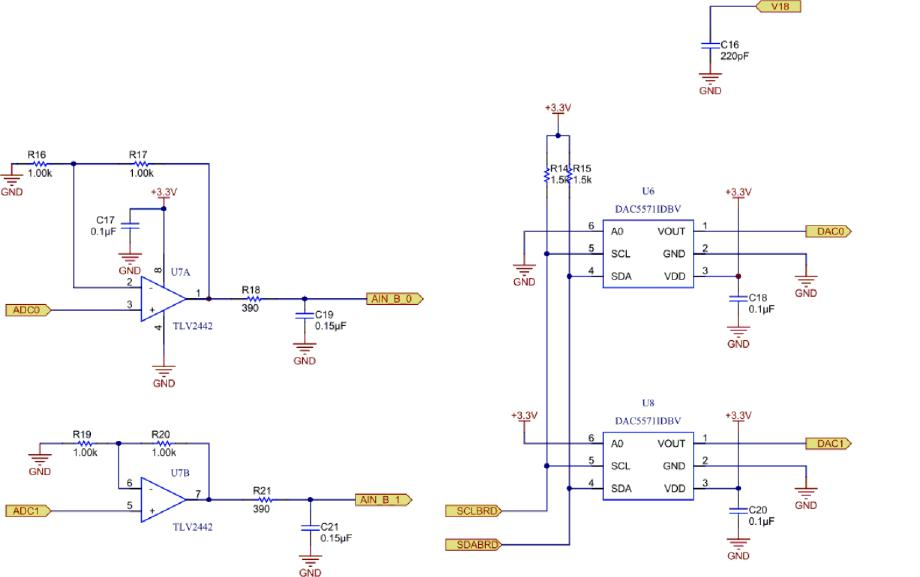 V18
C16
220pF
GND
+3.3V
R14
1.5k
R15
1.5k
R16
1.00k
R17
1.00k
GND
+3.3V
C17
0.1µF
GND
8
U7A
2
-
3
+
1
4
TLV2442
ADC0
GND
R18
390
C19
0.15µF
GND
AIN_B_0
U6
DAC5571IDBV
6 A0 VOUT 1
5 SCL GND 2
4 SDA VDD 3
GND
+3.3V
DAC0
GND
C18
0.1µF
GND
R19
1.00k
R20
1.00k
GND
U7B
6
-
5
+
7
TLV2442
ADC1
R21
390
C21
0.15µF
GND
AIN_B_1
+3.3V
U8
DAC5571IDBV
6 A0 VOUT 1
5 SCL GND 2
4 SDA VDD 3
+3.3V
DAC1
GND
C20
0.1µF
GND
SCLBRD
SDABRD